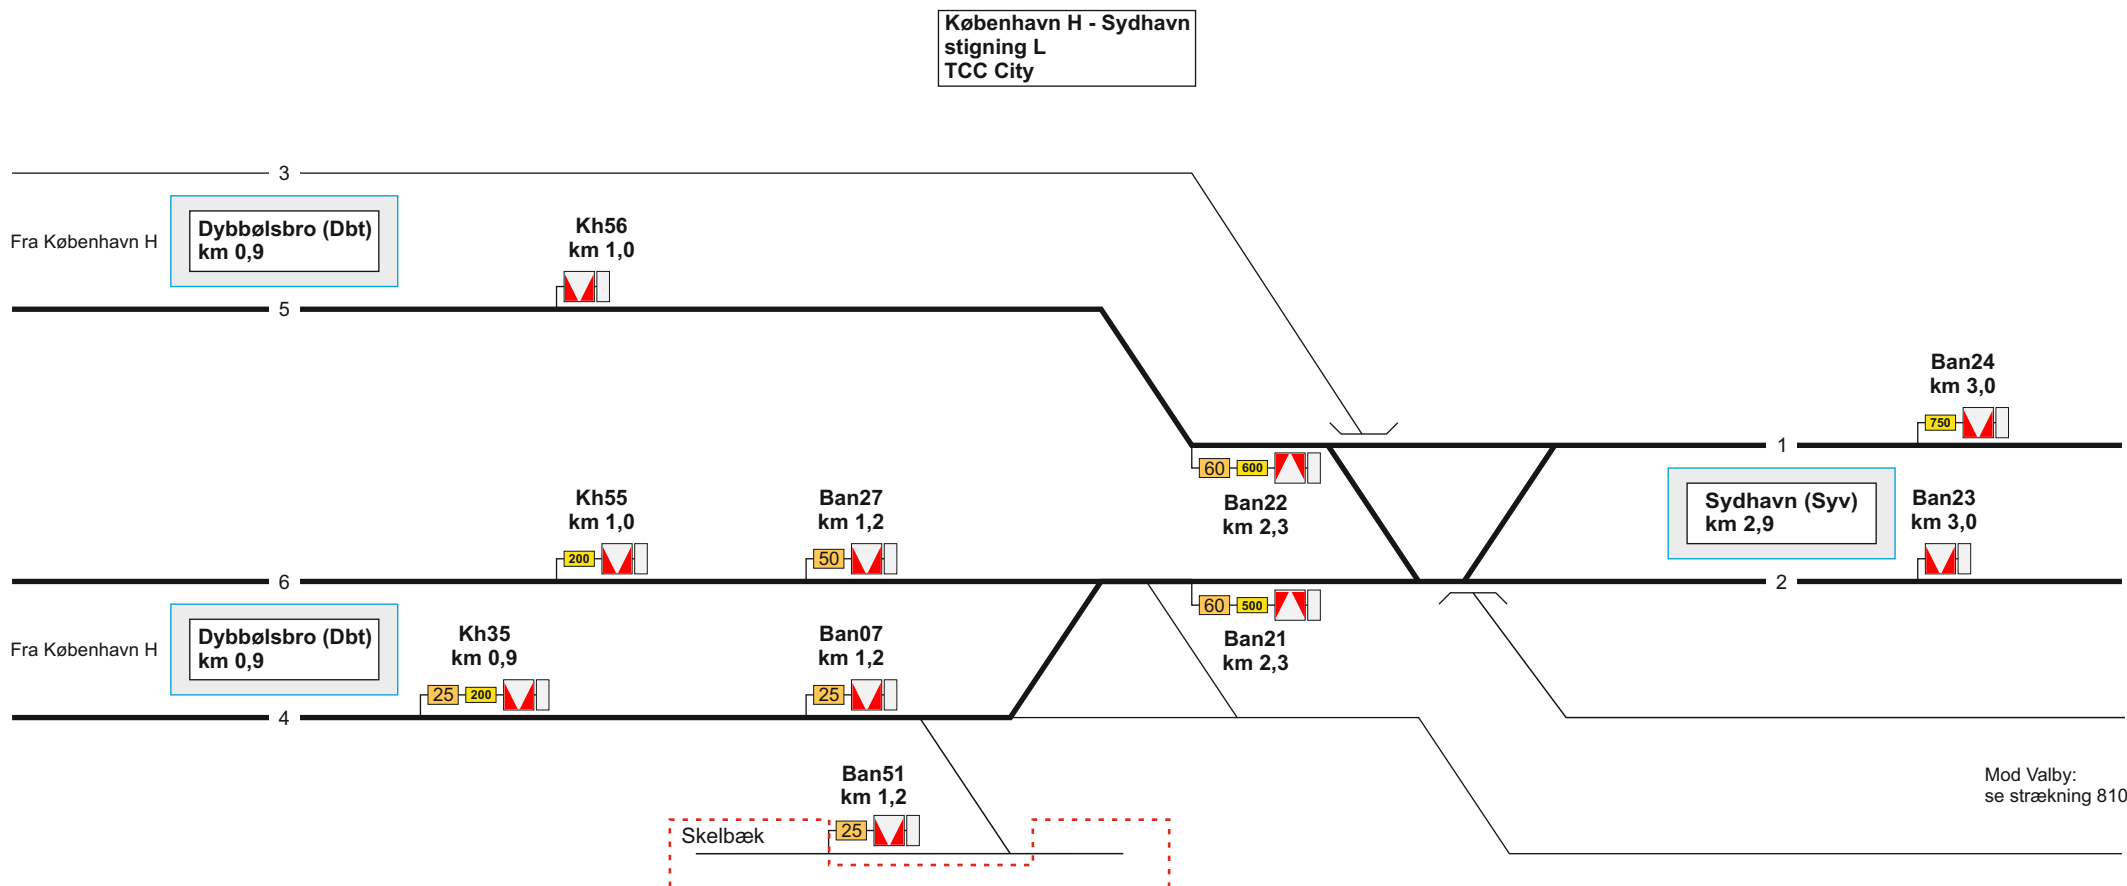 København H - Sydhavn
stigning L
TCC City
3
Fra København H
Dybbølsbro (Dbt)
km 0,9
Kh56
km 1,0
5
Ban24
km 3,0
750
1
60
600
Ban22
km 2,3
Kh55
km 1,0
200
Ban27
km 1,2
50
6
Sydhavn (Syv)
km 2,9
Ban23
km 3,0
2
60
500
Ban21
km 2,3
Fra København H
Dybbølsbro (Dbt)
km 0,9
Kh35
km 0,9
25
200
Ban07
km 1,2
25
4
Ban51
km 1,2
25
Skelbæk
Mod Valby:
se strækning 810